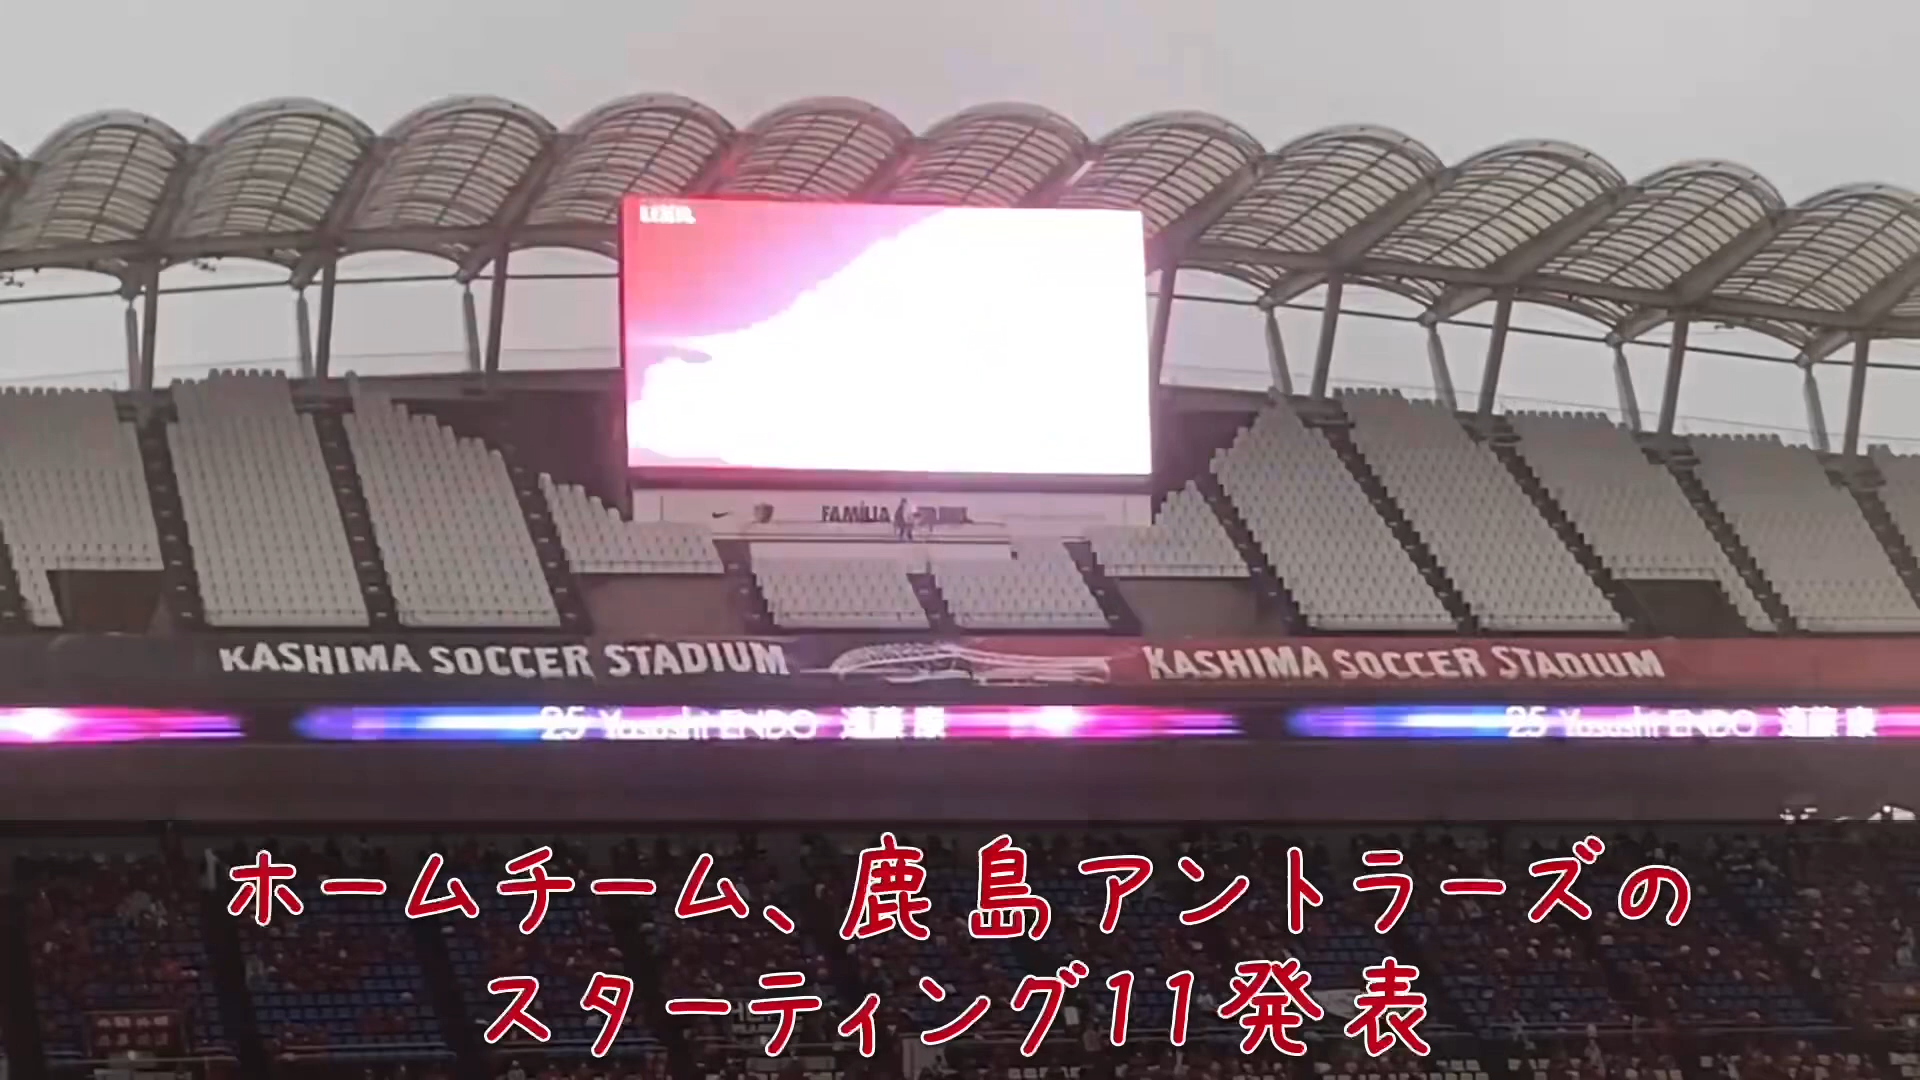 FAMÍLIA
KASHIMA SOCCER STADIUM KASHIMA SOCCER STADIUM
25 Yasushi ENDO 遠藤 康 25 Yasushi ENDO 遠藤 康
ホームチーム、鹿島アントラーズの
スターティング11発表